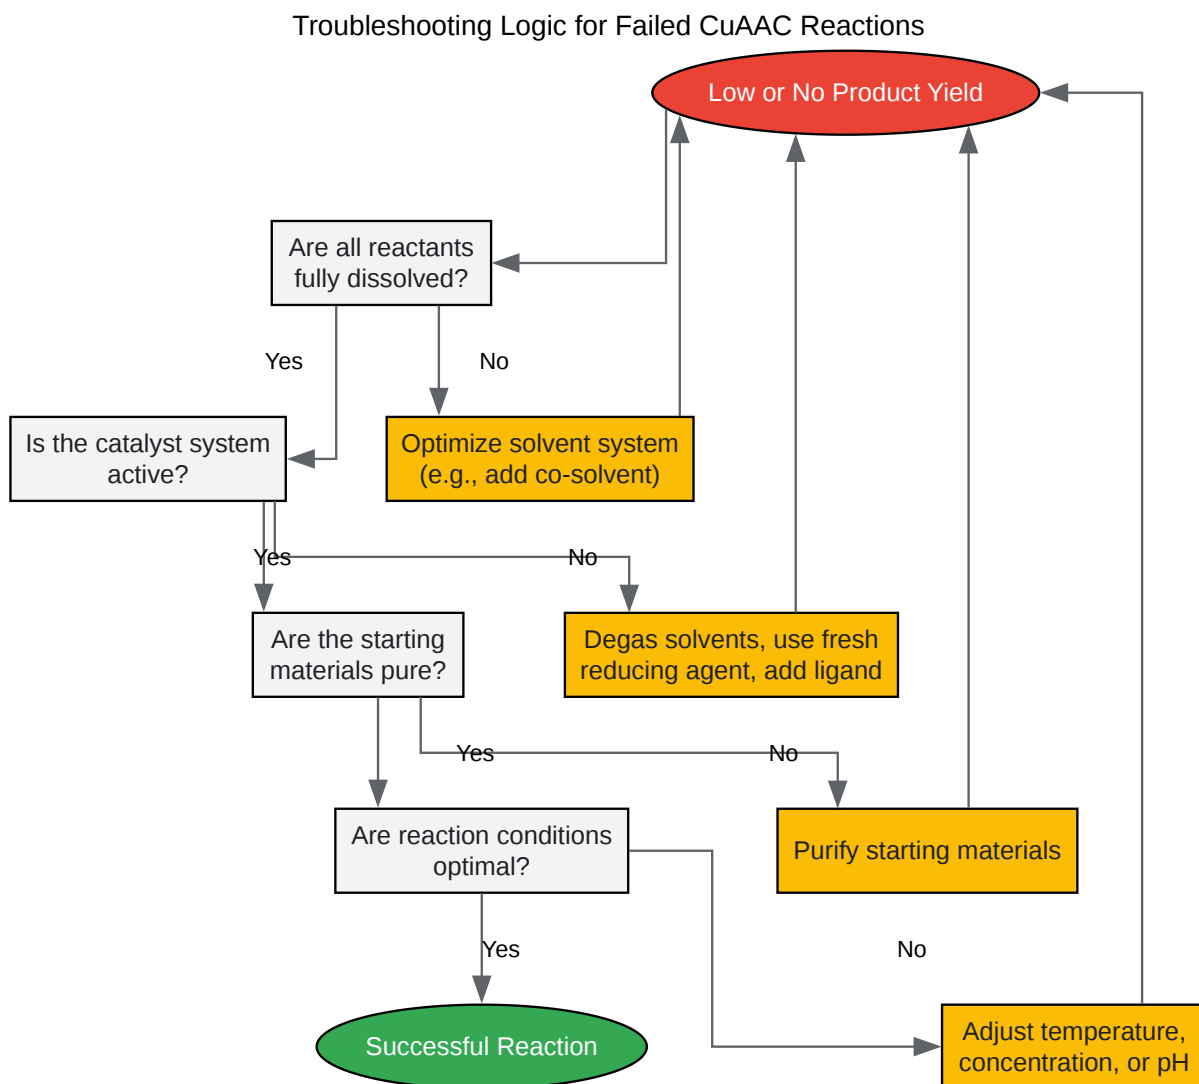 Troubleshooting Logic for Failed CuAAC Reactions
Low or No Product Yield
Are all reactants
fully dissolved?
Yes
No
Is the catalyst system
active?
Optimize solvent system
(e.g., add co-solvent)
Yes
No
Are the starting
materials pure?
Degas solvents, use fresh
reducing agent, add ligand
Yes
No
Are reaction conditions
optimal?
Purify starting materials
Yes
No
Successful Reaction
Adjust temperature,
concentration, or pH